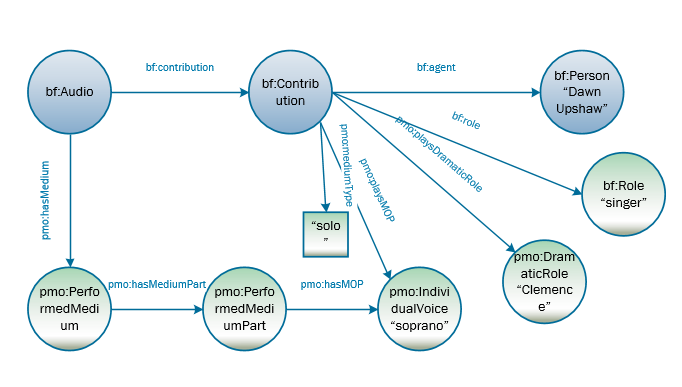 bf:contribution
bf:agent
bf:Audio
bf:Contrib
ution
bf:Person
“Dawn
Upshaw”
bf:role
pmo:playsDramaticRole
pmo:mediumType
pmo:playsMOP
pmo:hasMedium
bf:Role
“singer”
“solo
”
pmo:Dram
aticRole
“Clemenc
e”
pmo:hasMediumPart
pmo:hasMOP
pmo:Perfo
rmedMedi
um
pmo:Perfo
rmedMedi
umPart
pmo:Indivi
dualVoice
“soprano”